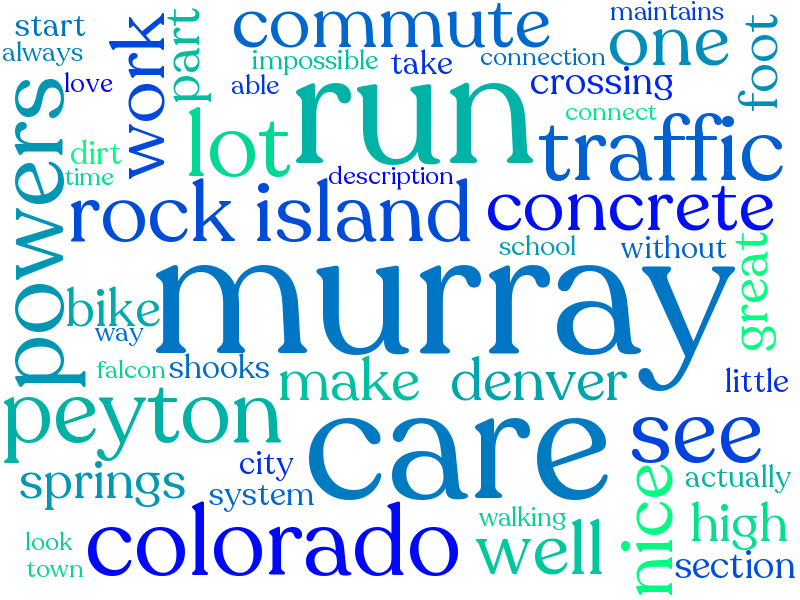 start
always
love
work
part
commute
impossible
able
take
connection
maintains
one
crossing
foot
connect
powers
dirt
time
lot
run
traffic
description
rock island
concrete
school
without
great
murray
bike
way
falcon
shooks
make
denver
little
peyton
care
see
springs
city
system
nice
actually
colorado
walking
well
high
section
look
town